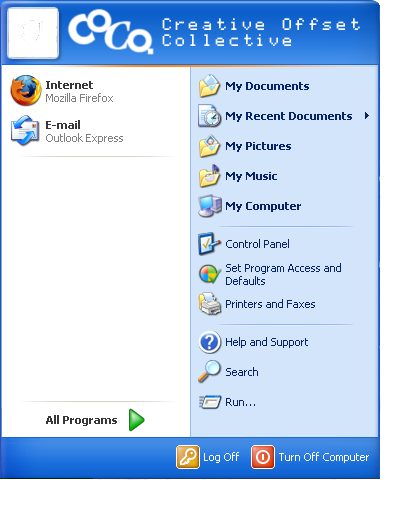 CoCo. Creative Offset
Collective
Internet
Mozilla Firefox
E-mail
Outlook Express
All Programs
My Documents
My Recent Documents
My Pictures
My Music
My Computer
Control Panel
Set Program Access and
Defaults
Printers and Faxes
Help and Support
Search
Run...
Log Off
Turn Off Computer